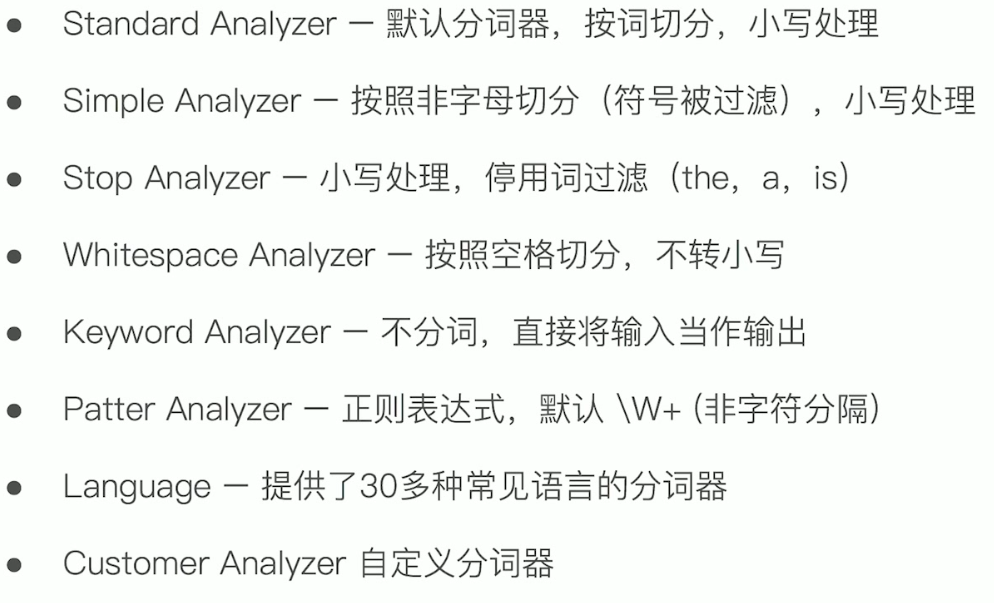 ● Standard Analyzer — 默认分词器，按词切分，小写处理
● Simple Analyzer — 按照非字母切分（符号被过滤），小写处理
● Stop Analyzer — 小写处理，停用词过滤（the，a，is）
● Whitespace Analyzer — 按照空格切分，不转小写
● Keyword Analyzer — 不分词，直接将输入当作输出
● Patter Analyzer — 正则表达式，默认 \W+ (非字符分隔)
● Language — 提供了30多种常见语言的分词器
● Customer Analyzer 自定义分词器